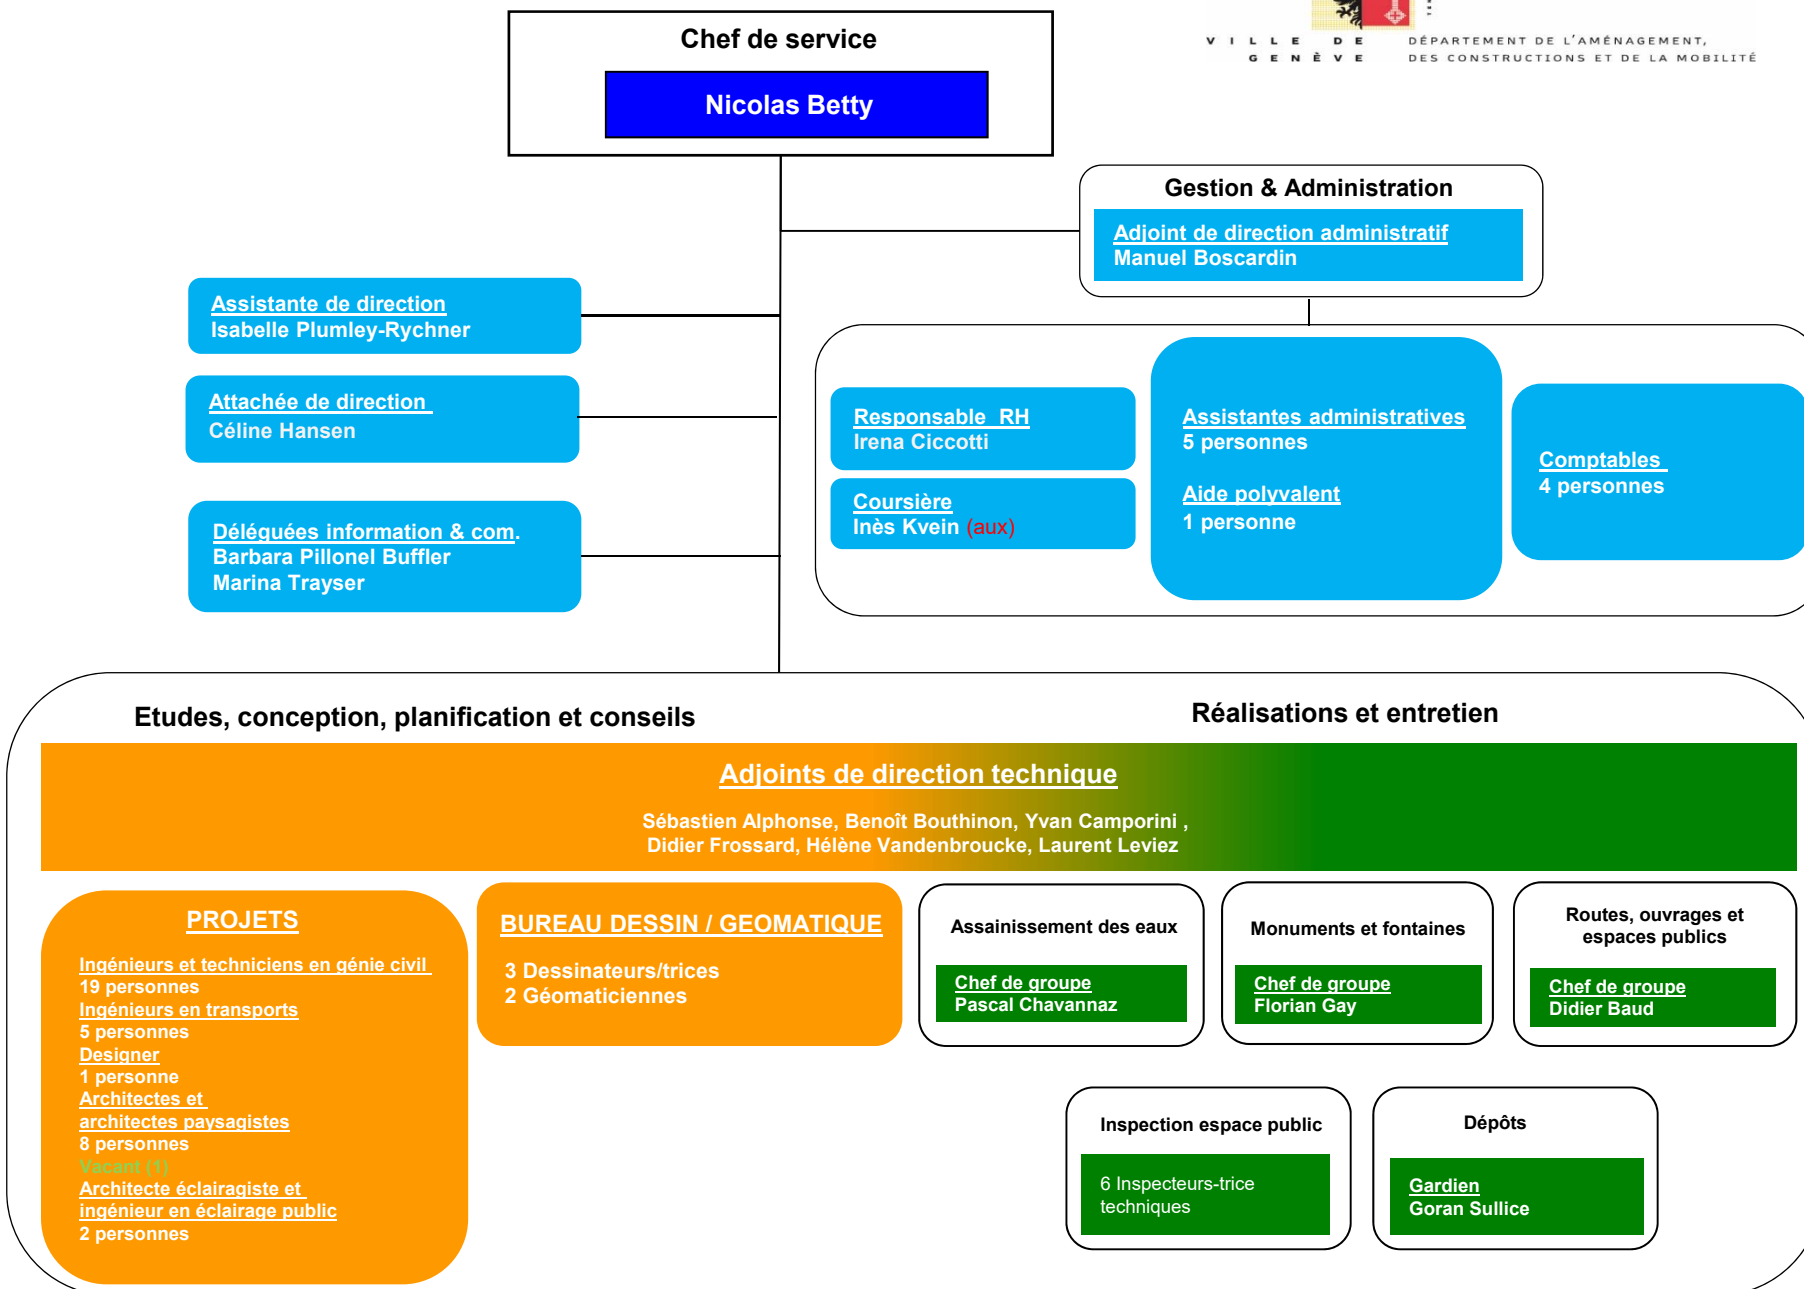 Chef de service
Nicolas Betty
VILLE DE
GENÈVE
DÉPARTEMENT DE L'AMÉNAGEMENT,
DES CONSTRUCTIONS ET DE LA MOBILITÉ
Gestion & Administration
Adjoint de direction administratif
Manuel Boscardin
Assistante de direction
Isabelle Plumley-Rychner
Attachée de direction
Céline Hansen
Déléguées information & com.
Barbara Pillonel Buffler
Marina Trayser
Responsable RH
Irena Ciccotti
Coursière
Inès Kvein (aux)
Assistantes administratives
5 personnes
Aide polyvalent
1 personne
Comptables
4 personnes
Etudes, conception, planification et conseils
Réalisations et entretien
Adjoints de direction technique
Sébastien Alphonse, Benoît Bouthinon, Yvan Camporini ,
Didier Frossard, Hélène Vandenbroucke, Laurent Leviez
PROJETS
Ingénieurs et techniciens en génie civil
19 personnes
Ingénieurs en transports
5 personnes
Designer
1 personne
Architectes et
architectes paysagistes
8 personnes
Vacant (1)
Architecte éclairagiste et
ingénieur en éclairage public
2 personnes
BUREAU DESSIN / GEOMATIQUE
3 Dessinateurs/trices
2 Géomaticiennes
Assainissement des eaux
Chef de groupe
Pascal Chavannaz
Monuments et fontaines
Chef de groupe
Florian Gay
Routes, ouvrages et
espaces publics
Chef de groupe
Didier Baud
Inspection espace public
6 Inspecteurs-trice
techniques
Dépôts
Gardien
Goran Sullice